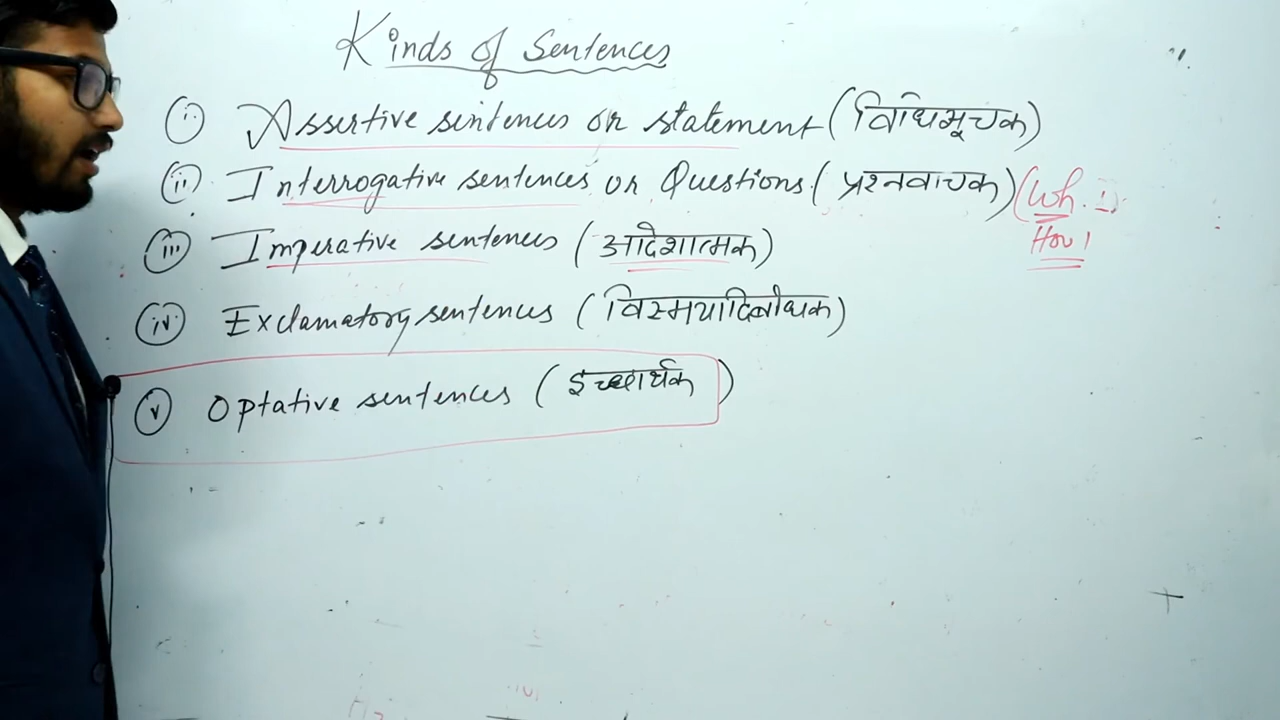 Kinds of Sentences
(i) Assertive sintences or statement (विधिसूचक)
(ii) Interrogative sentences or Questions. (प्रश्नवाचक) (Wh.
How
(iii) Imperative sentences (आदेशात्मक)
(iv) Exclamatory sentences (विस्मयादिबोधक)
(v) Optative sentences (इच्छार्थक)